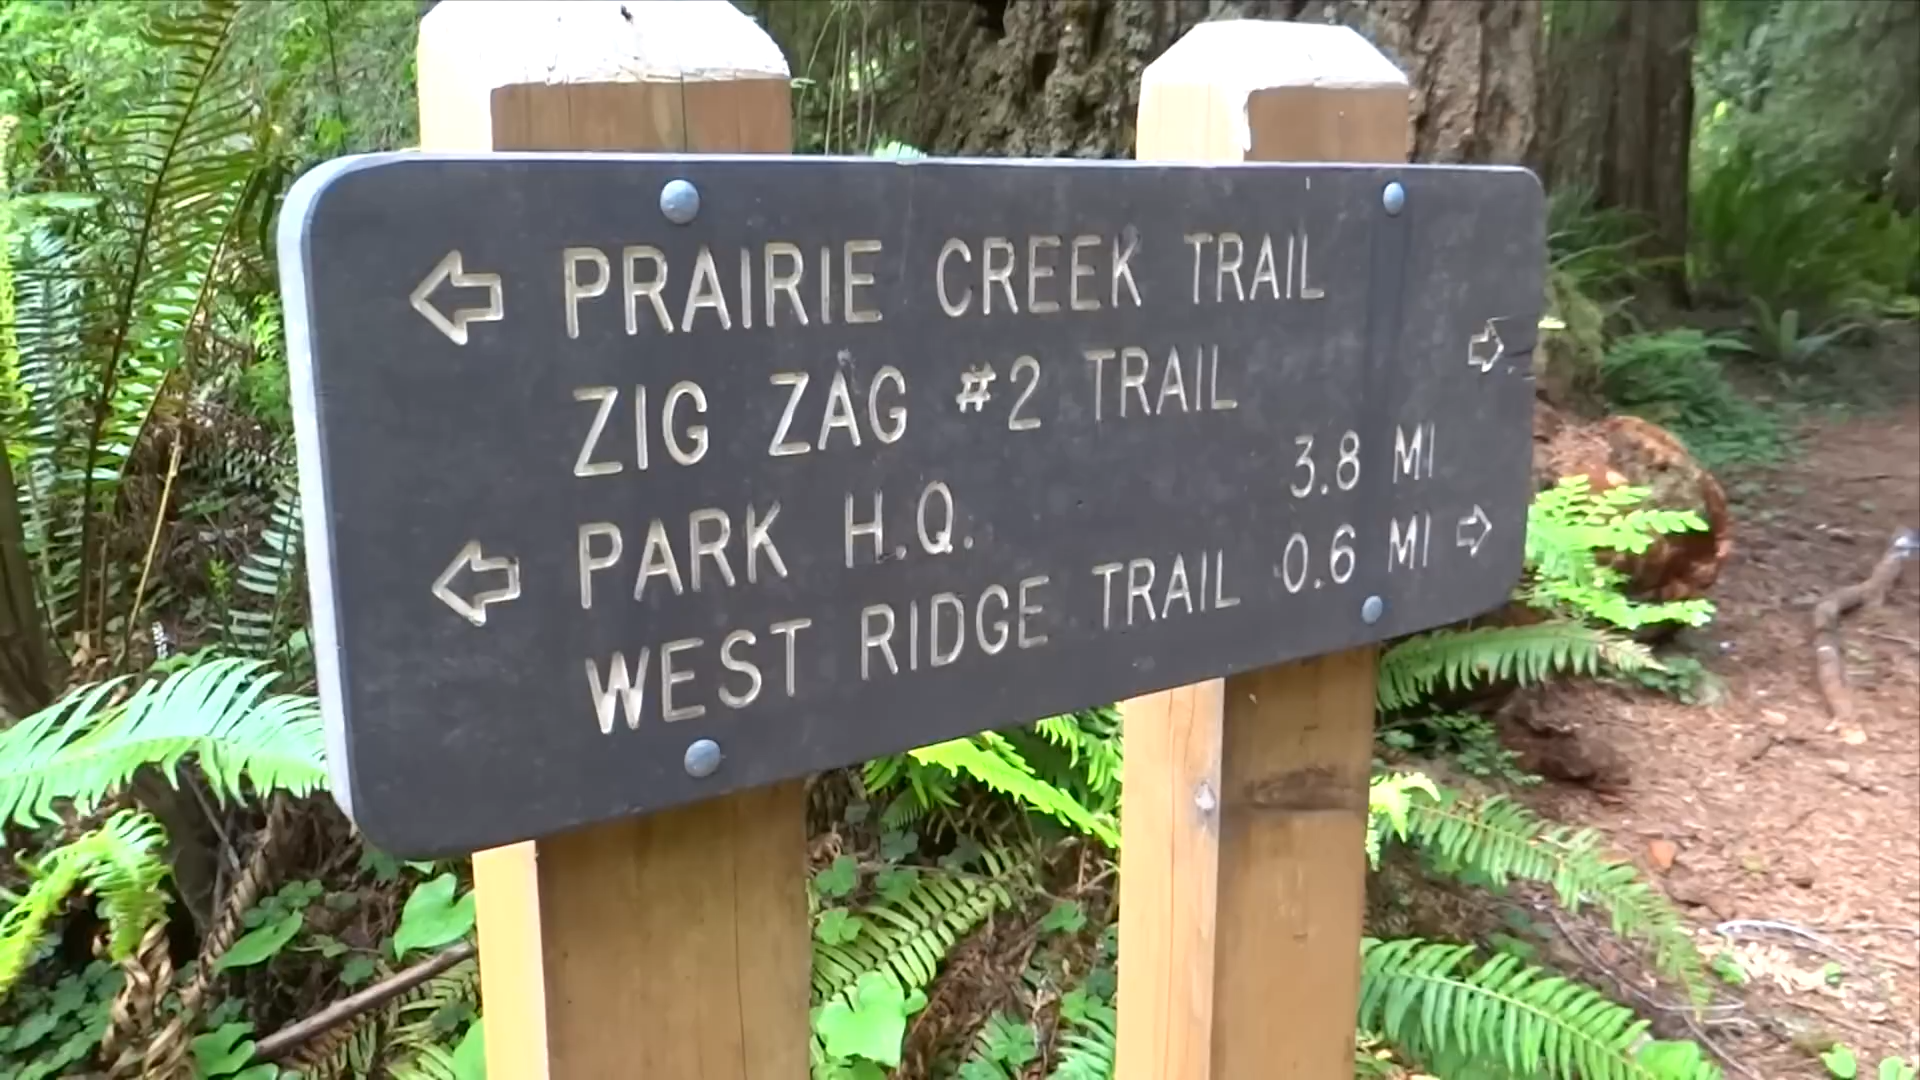 PRAIRIE CREEK TRAIL
ZIG ZAG #2 TRAIL
PARK H.Q. 3.8 MI
WEST RIDGE TRAIL 0.6 MI